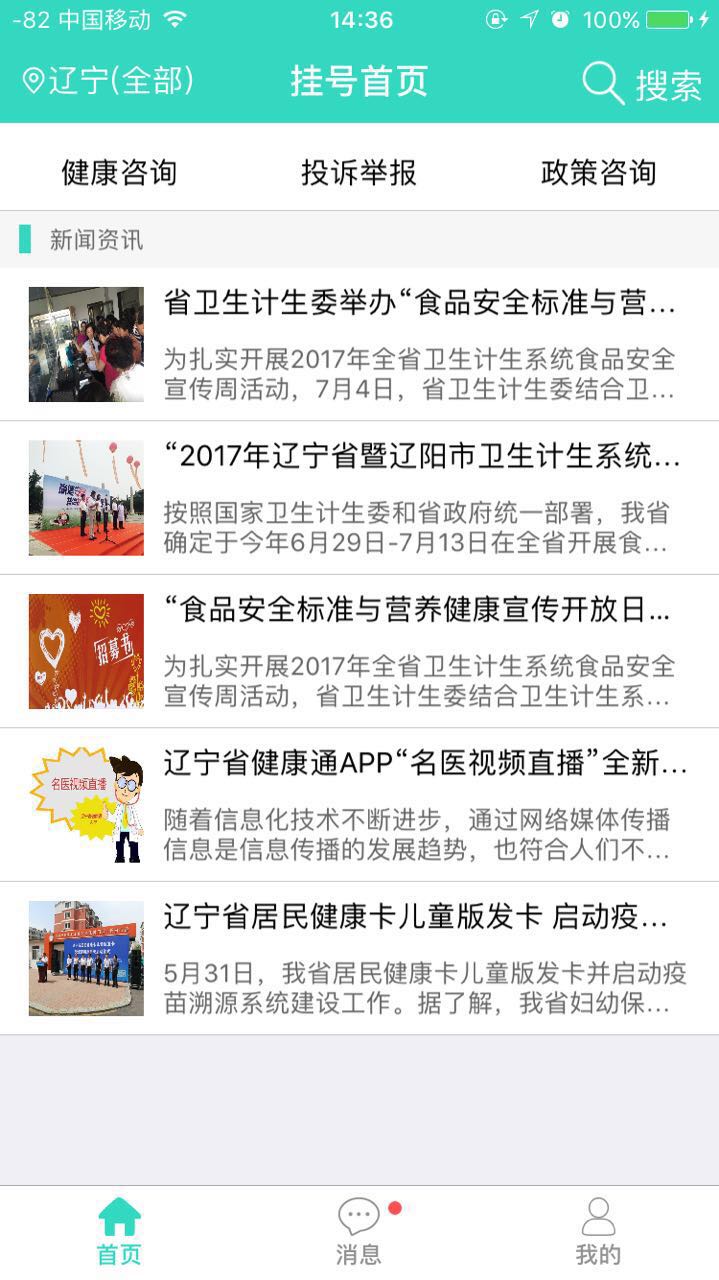 -82 中国移动 14:36 100%
辽宁(全部) 挂号首页 搜索
健康咨询 投诉举报 政策咨询
新闻资讯
省卫生计生委举办“食品安全标准与营...
为扎实开展2017年全省卫生计生系统食品安全
宣传周活动，7月4日，省卫生计生委结合卫...
“2017年辽宁省暨辽阳市卫生计生系统...
按照国家卫生计生委和省政府统一部署，我省
确定于今年6月29日-7月13日在全省开展食...
“食品安全标准与营养健康宣传开放日...
为扎实开展2017年全省卫生计生系统食品安全
宣传周活动，省卫生计生委结合卫生计生系...
招募书
辽宁省健康通APP“名医视频直播”全新...
随着信息化技术不断进步，通过网络媒体传播
信息是信息传播的发展趋势，也符合人们不...
名医视频直播
辽宁省居民健康卡儿童版发卡 启动疫...
5月31日，我省居民健康卡儿童版发卡并启动疫
苗溯源系统建设工作。据了解，我省妇幼保...
首页 消息 我的